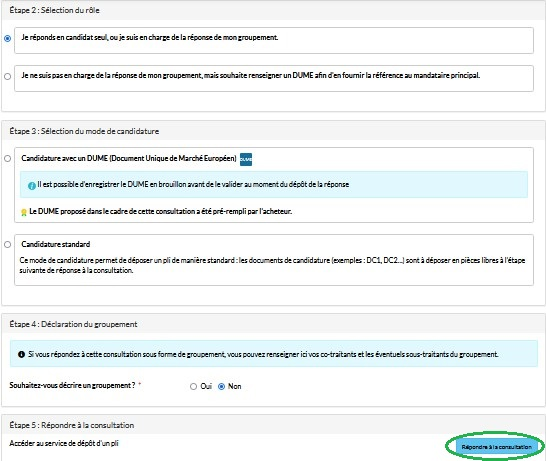 Étape 2 : Sélection du rôle
Je réponds en candidat seul, ou je suis en charge de la réponse de mon groupement.
Je ne suis pas en charge de la réponse de mon groupement, mais souhaite renseigner un DUME afin d'en fournir la référence au mandataire principal.
Étape 3 : Sélection du mode de candidature
Candidature avec un DUME (Document Unique de Marché Européen) DUME
Il est possible d'enregistrer le DUME en brouillon avant de le valider au moment du dépôt de la réponse
Le DUME proposé dans le cadre de cette consultation a été pré-rempli par l'acheteur.
Candidature standard
Ce mode de candidature permet de déposer un pli de manière standard : les documents de candidature (exemples : DC1, DC2...) sont à déposer en pièces libres à l'étape
suivante de réponse à la consultation.
Étape 4 : Déclaration du groupement
Si vous répondez à cette consultation sous forme de groupement, vous pouvez renseigner ici vos co-traitants et les éventuels sous-traitants du groupement.
Souhaitez-vous décrire un groupement ? * Oui Non
Étape 5 : Répondre à la consultation
Accéder au service de dépôt d'un pli Répondre à la consultation